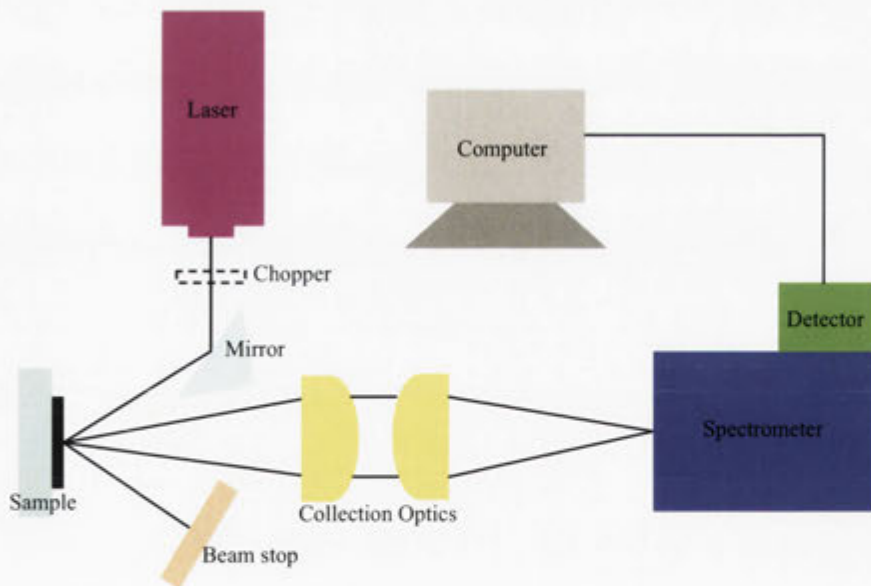 Laser
Computer
Chopper
Detector
Mirror
Spectrometer
Sample
Collection Optics
Beam stop